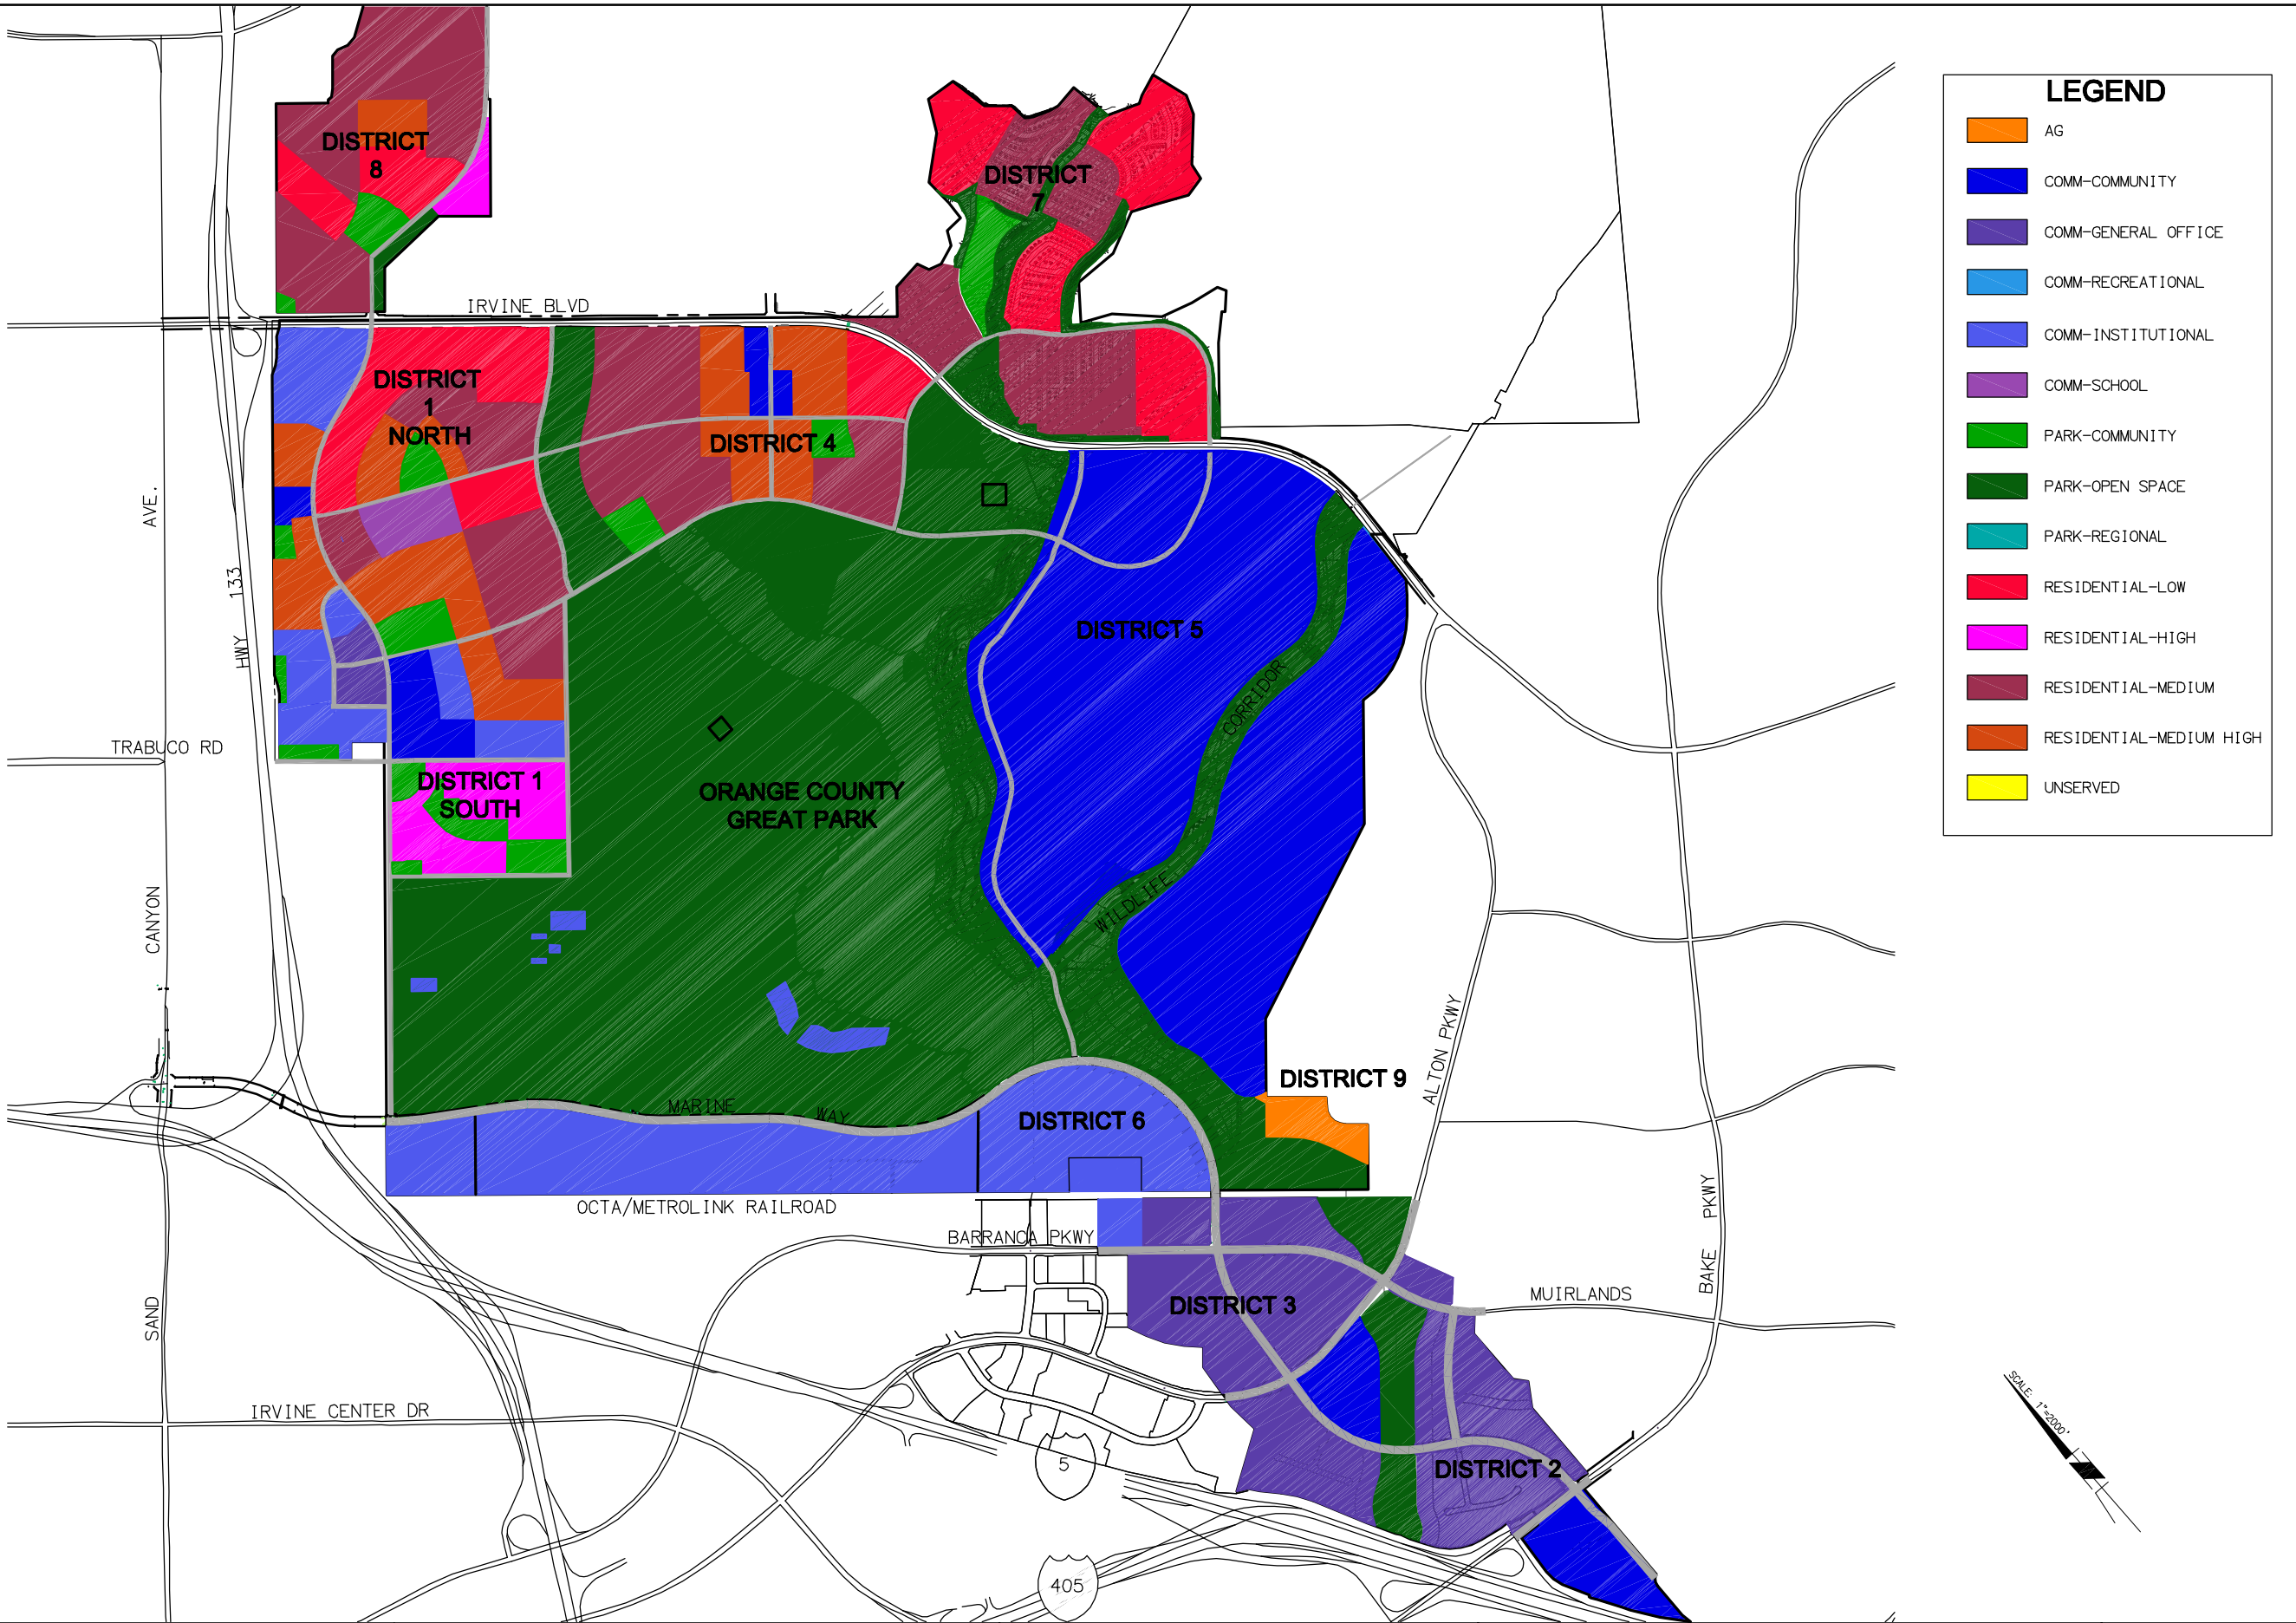 LEGEND
AG
COMM-COMMUNITY
COMM-GENERAL OFFICE
COMM-RECREATIONAL
COMM-INSTITUTIONAL
COMM-SCHOOL
PARK-COMMUNITY
PARK-OPEN SPACE
PARK-REGIONAL
RESIDENTIAL-LOW
RESIDENTIAL-HIGH
RESIDENTIAL-MEDIUM
RESIDENTIAL-MEDIUM HIGH
UNSERVED
DISTRICT
8
DISTRICT
7
IRVINE BLVD
DISTRICT
1
NORTH
DISTRICT 4
AVE.
133
HWY
DISTRICT 5
CORRIDOR
WILDLIFE
TRABUCO RD
DISTRICT 1
SOUTH
ORANGE COUNTY
GREAT PARK
CANYON
ALTON PKWY
DISTRICT 9
MARINE
WAY
DISTRICT 6
OCTA/METROLINK RAILROAD
BARRANCA PKWY
PKWY
BAKE
MUIRLANDS
SAND
DISTRICT 3
IRVINE CENTER DR
5
DISTRICT 2
405
SCALE: 1"=2000'